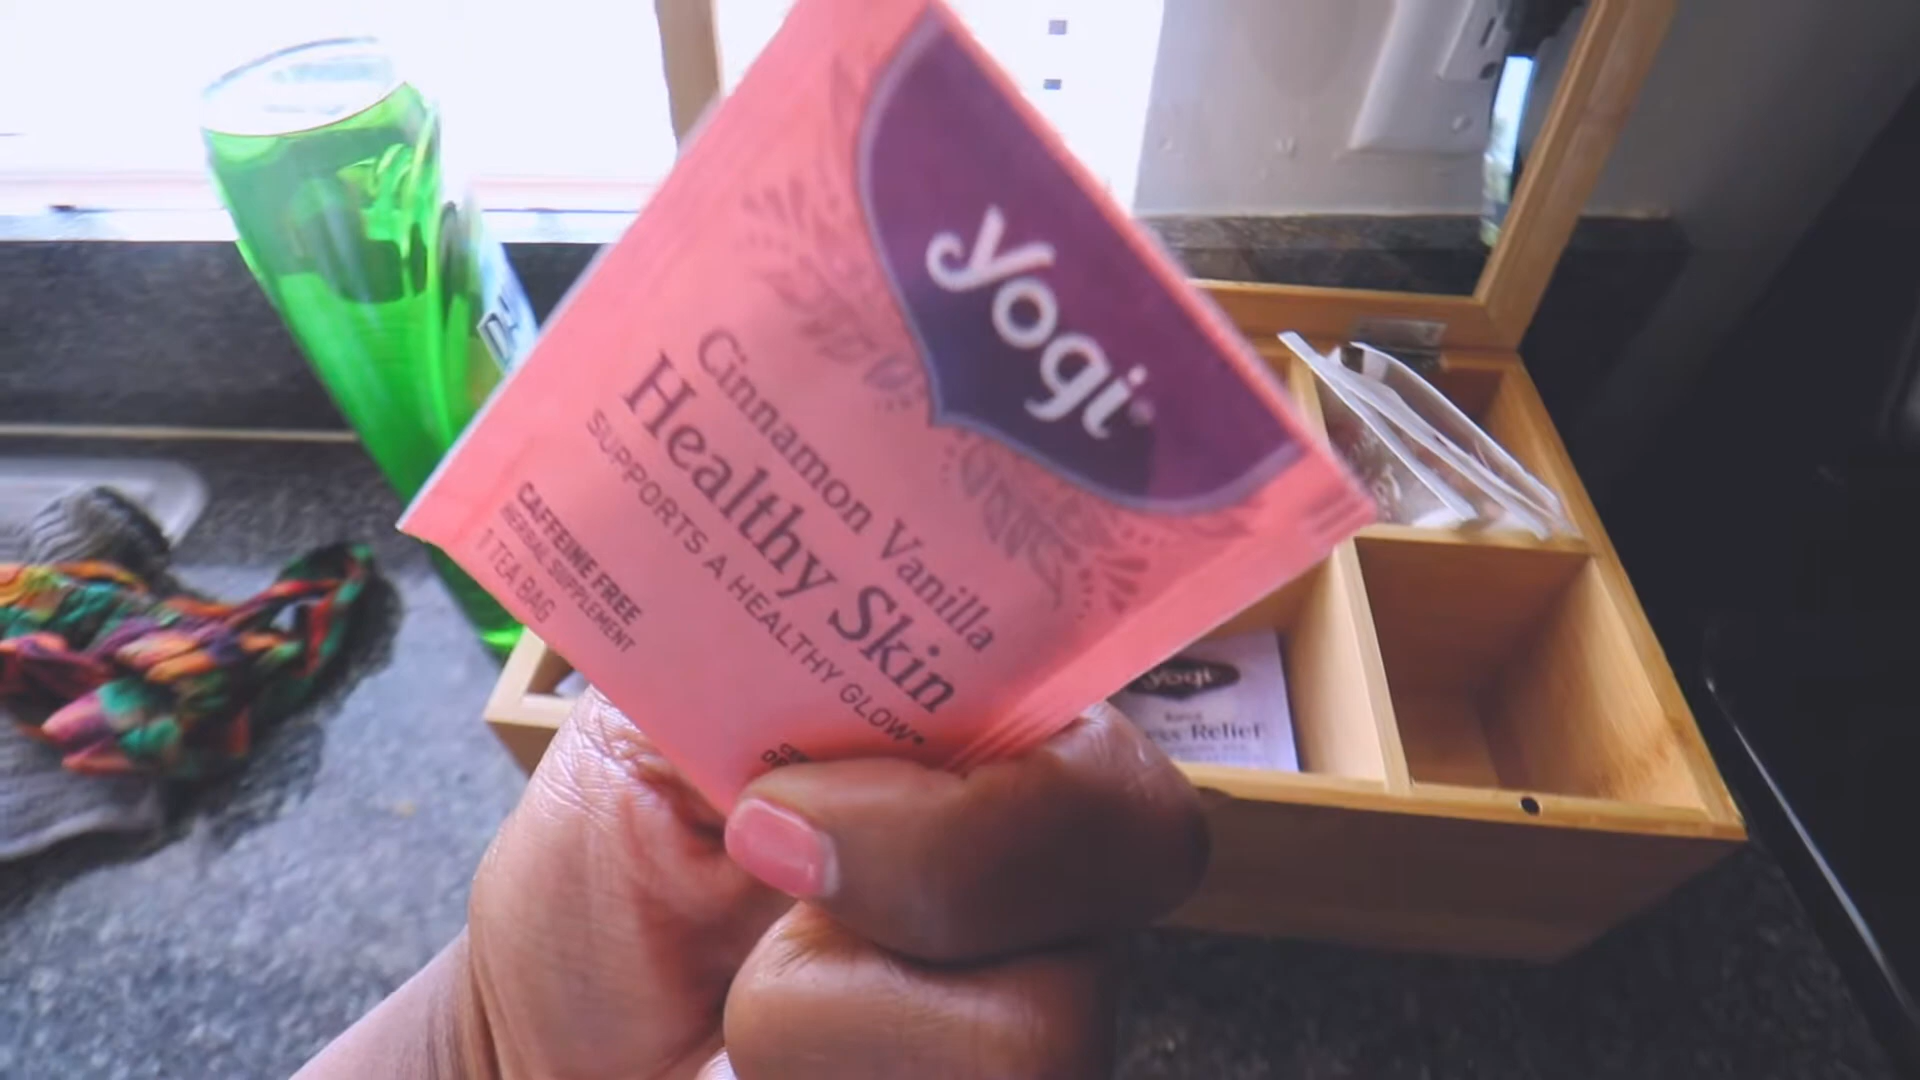 yogi
Cinnamon Vanilla
Healthy Skin
SUPPORTS A HEALTHY GLOW*
CAFFEINE FREE
HERBAL SUPPLEMENT
1 TEA BAG
yogi
Relief